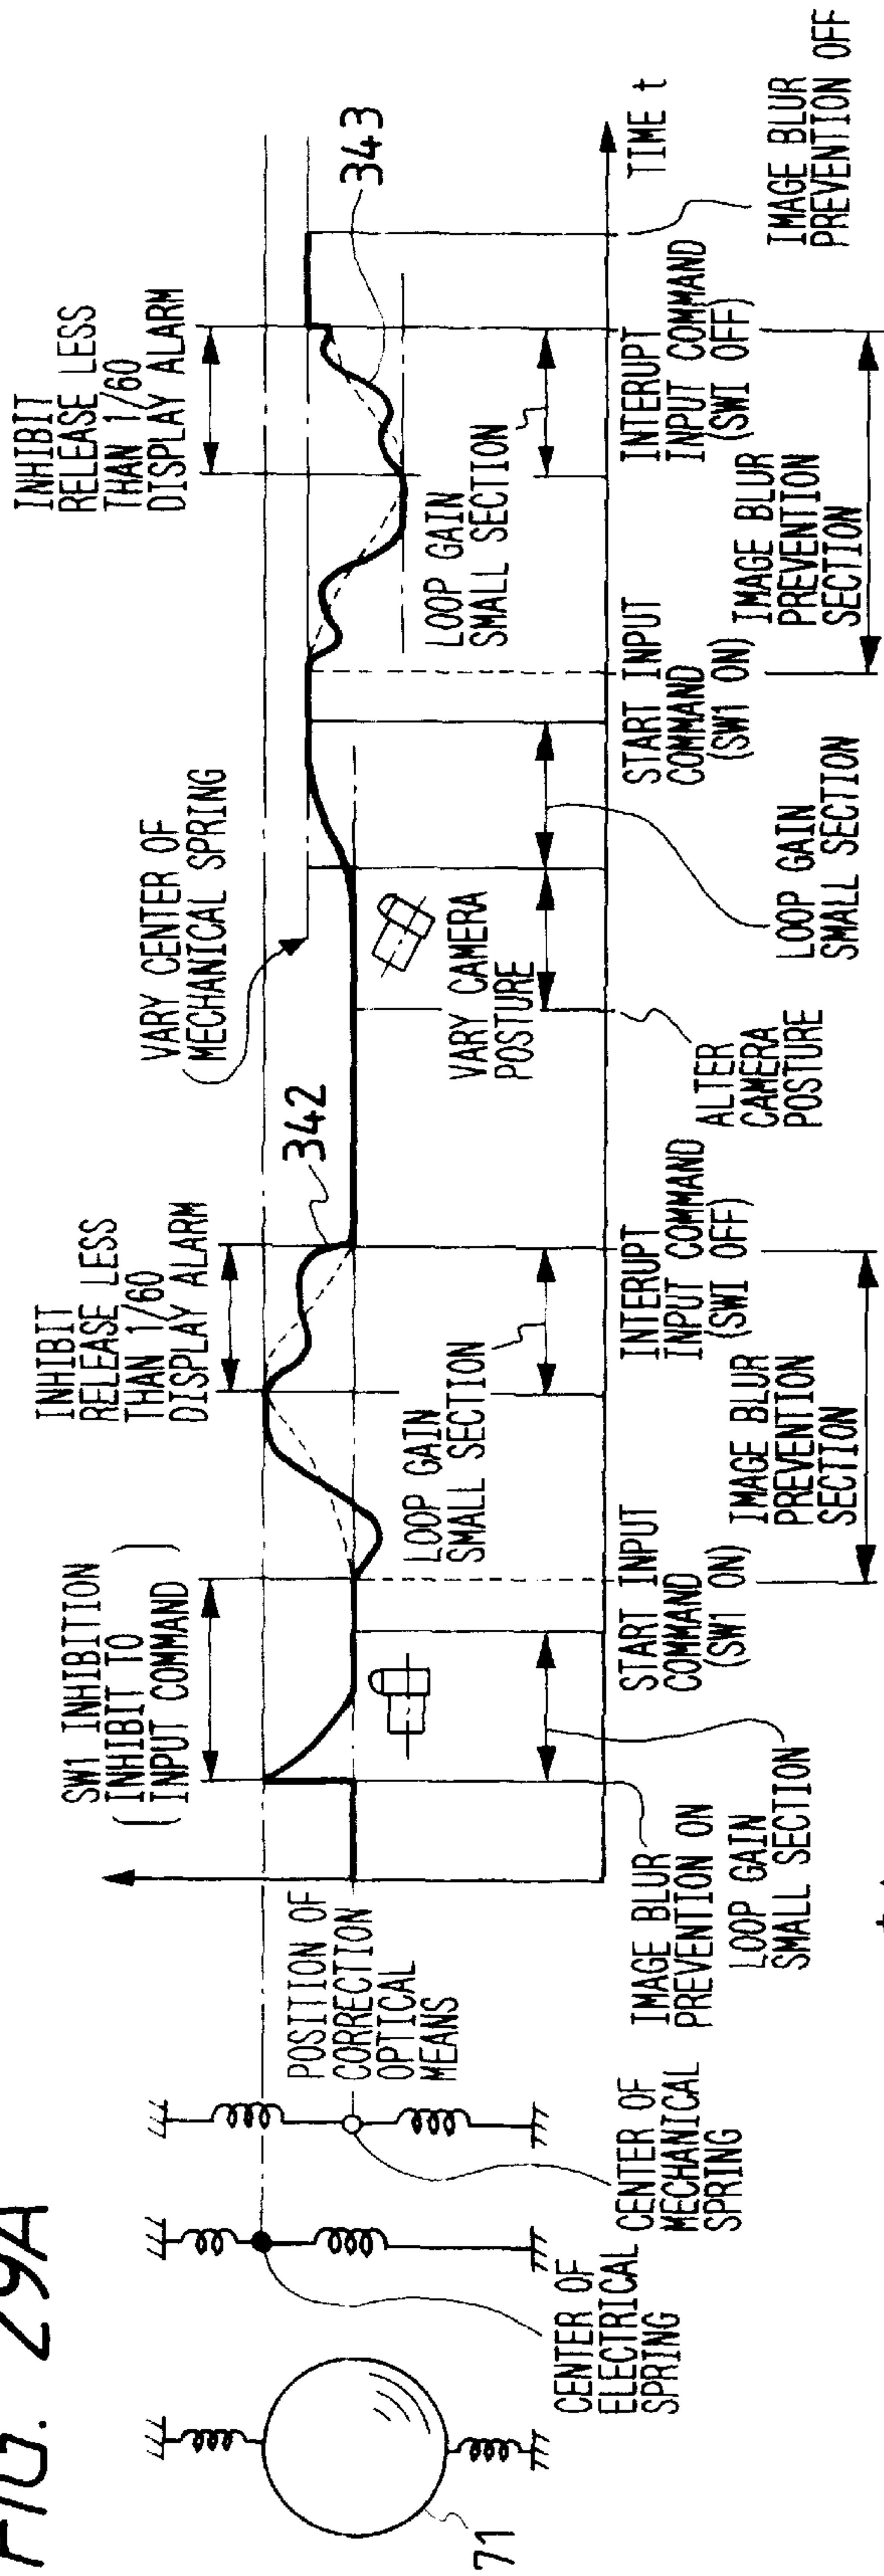 FIG. 29A
71
CENTER OF
ELECTRICAL
SPRING
CENTER OF
MECHANICAL
SPRING
POSITION OF
CORRECTION
OPTICAL
MEANS
SW1 INHIBITION
(INHIBIT TO
INPUT COMMAND)
INHIBIT
RELEASE LESS
THAN 1/60
DISPLAY ALARM
342
VARY CENTER OF
MECHANICAL SPRING
INHIBIT
RELEASE LESS
THAN 1/60
DISPLAY ALARM
343
LOOP GAIN
SMALL SECTION
VARY CAMERA
POSTURE
LOOP GAIN
SMALL SECTION
TIME t
IMAGE BLUR
PREVENTION ON
LOOP GAIN
SMALL SECTION
START INPUT
COMMAND
(SW1 ON)
IMAGE BLUR
PREVENTION
SECTION
INTERUPT
INPUT COMMAND
(SWI OFF)
ALTER
CAMERA
POSTURE
LOOP GAIN
SMALL SECTION
START INPUT
COMMAND
(SW1 ON)
IMAGE BLUR
PREVENTION
SECTION
INTERUPT
INPUT COMMAND
(SWI OFF)
IMAGE BLUR
PREVENTION OFF